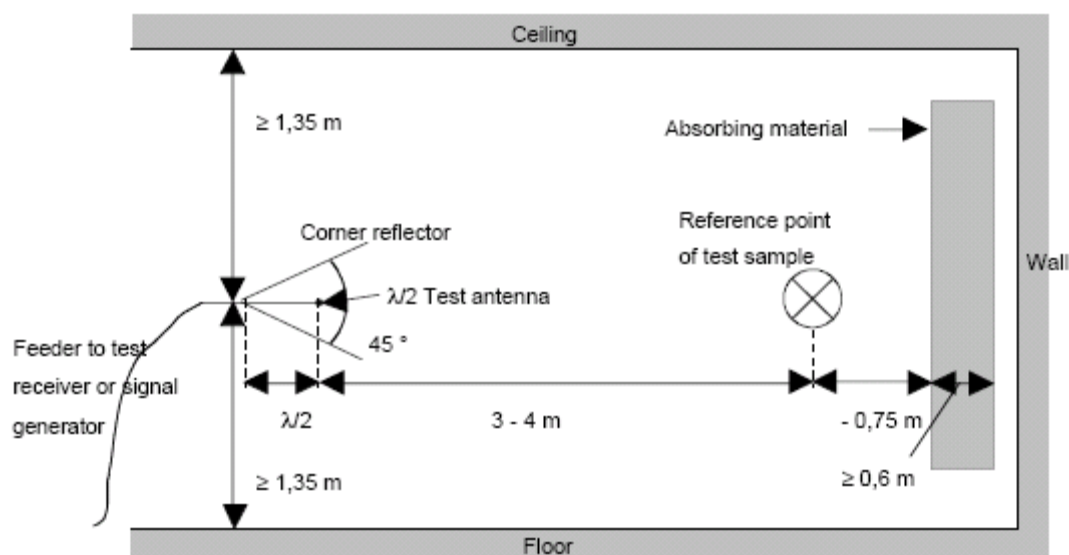 Ceiling
≥ 1,35 m
Absorbing material
Reference point
of test sample
Corner reflector
Wall
λ/2 Test antenna
45 °
Feeder to test
receiver or signal
generator
λ/2
3 - 4 m
- 0,75 m
≥ 0,6 m
≥ 1,35 m
Floor